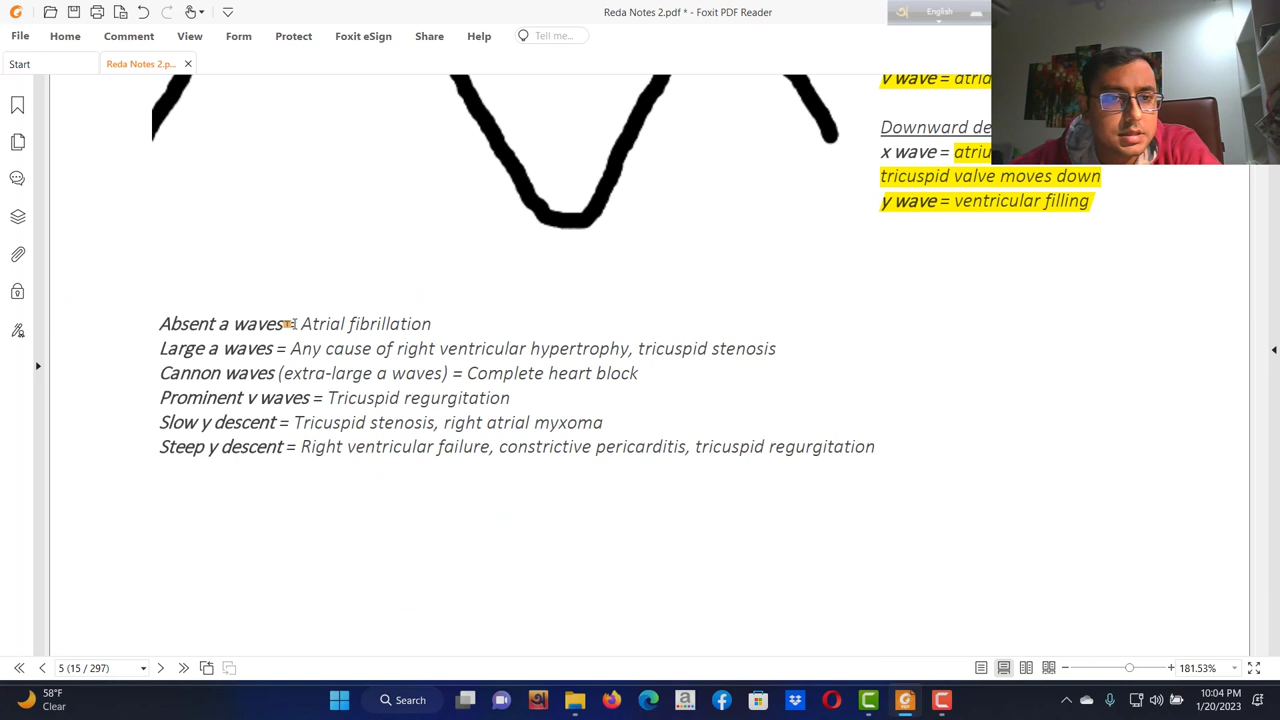 Reda Notes 2.pdf * - Foxit PDF Reader
English
File Home Comment View Form Protect Foxit eSign Share Help Tell me...
Start
Reda Notes 2.p...
v wave = atria
Downward de
x wave = atriu
tricuspid valve moves down
y wave = ventricular filling
Absent a waves = Atrial fibrillation
Large a waves = Any cause of right ventricular hypertrophy, tricuspid stenosis
Cannon waves (extra-large a waves) = Complete heart block
Prominent v waves = Tricuspid regurgitation
Slow y descent = Tricuspid stenosis, right atrial myxoma
Steep y descent = Right ventricular failure, constrictive pericarditis, tricuspid regurgitation
5 (15 / 297)
181.53%
58°F
Clear
Search
10:04 PM
1/20/2023